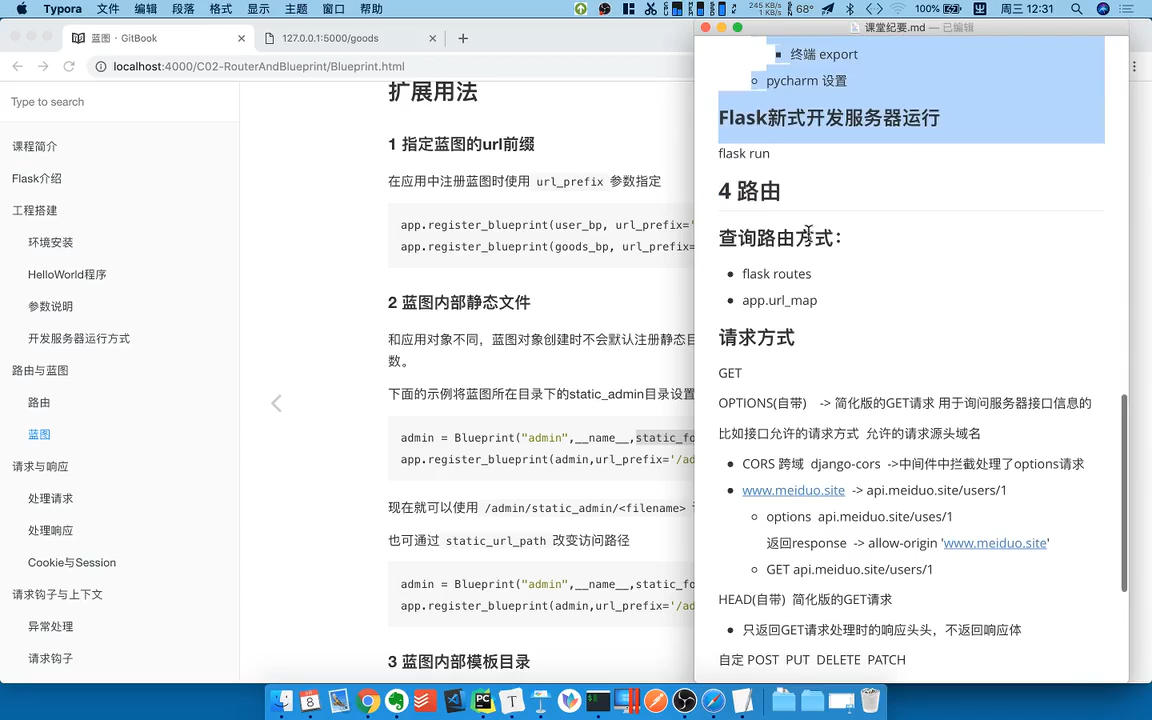 Typora 文件 编辑 段落 格式 显示 主题 窗口 帮助
245 KB/s
1 KB/s
68°
100%
周三 12:31
蓝图 · GitBook
127.0.0.1:5000/goods
localhost:4000/C02-RouterAndBlueprint/Blueprint.html
Type to search
课程简介
Flask介绍
工程搭建
环境安装
HelloWorld程序
参数说明
开发服务器运行方式
路由与蓝图
路由
蓝图
请求与响应
处理请求
处理响应
Cookie与Session
请求钩子与上下文
异常处理
请求钩子
扩展用法
1 指定蓝图的url前缀
在应用中注册蓝图时使用 url_prefix 参数指定
app.register_blueprint(user_bp, url_prefix='
app.register_blueprint(goods_bp, url_prefix=
2 蓝图内部静态文件
和应用对象不同，蓝图对象创建时不会默认注册静态目
数。
下面的示例将蓝图所在目录下的static_admin目录设置
admin = Blueprint("admin",__name__,static_fo
app.register_blueprint(admin,url_prefix='/ad
现在就可以使用 /admin/static_admin/<filename>
也可通过 static_url_path 改变访问路径
admin = Blueprint("admin",__name__,static_fo
app.register_blueprint(admin,url_prefix='/ad
3 蓝图内部模板目录
课堂纪要.md — 已编辑
终端 export
pycharm 设置
Flask新式开发服务器运行
flask run
4 路由
查询路由方式：
flask routes
app.url_map
请求方式
GET
OPTIONS(自带) -> 简化版的GET请求 用于询问服务器接口信息的
比如接口允许的请求方式 允许的请求源头域名
CORS 跨域 django-cors ->中间件中拦截处理了options请求
www.meiduo.site -> api.meiduo.site/users/1
options api.meiduo.site/uses/1
返回response -> allow-origin 'www.meiduo.site'
GET api.meiduo.site/users/1
HEAD(自带) 简化版的GET请求
只返回GET请求处理时的响应头头，不返回响应体
自定 POST PUT DELETE PATCH